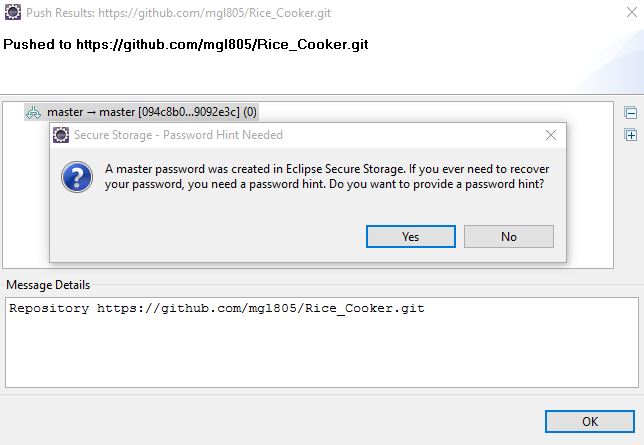 Push Results: https://github.com/mgl805/Rice_Cooker.git
Pushed to https://github.com/mgl805/Rice_Cooker.git
master → master [094c8b0...9092e3c] (0)
Secure Storage - Password Hint Needed
A master password was created in Eclipse Secure Storage. If you ever need to recover
your password, you need a password hint. Do you want to provide a password hint?
Yes
No
Message Details
Repository https://github.com/mgl805/Rice_Cooker.git
OK